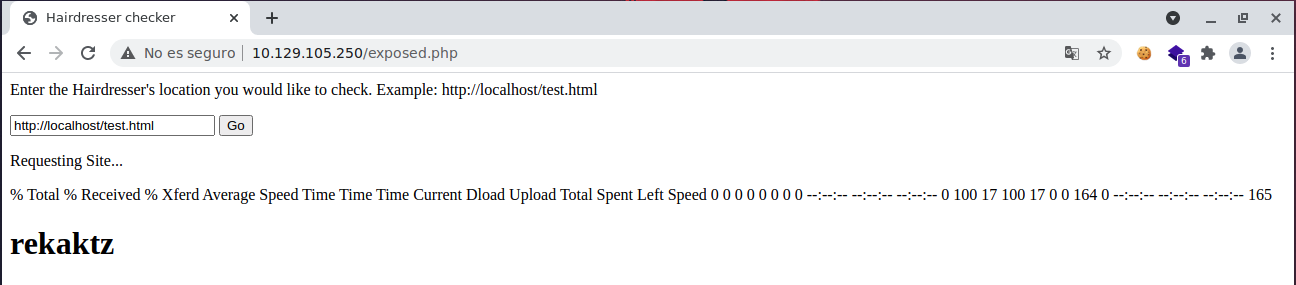 Hairdresser checker
No es seguro 10.129.105.250/exposed.php
6
Enter the Hairdresser's location you would like to check. Example: http://localhost/test.html
http://localhost/test.html Go
Requesting Site...
% Total % Received % Xferd Average Speed Time Time Time Current Dload Upload Total Spent Left Speed 0 0 0 0 0 0 0 0 --:--:-- --:--:-- --:--:-- 0 100 17 100 17 0 0 164 0 --:--:-- --:--:-- --:--:-- 165
rekaktz